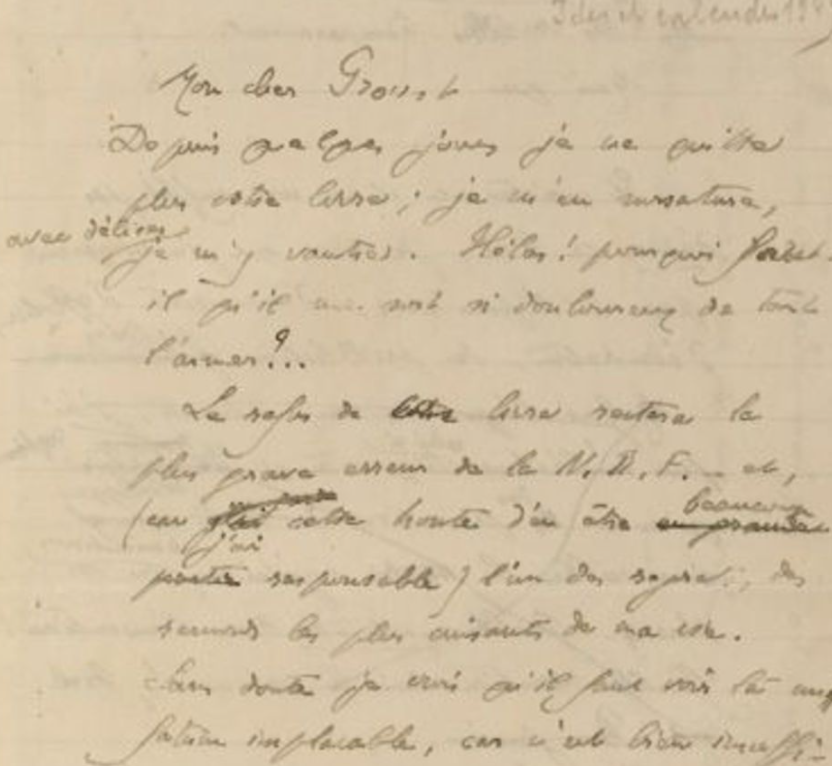 Mon cher Proust
Depuis quelques jours je ne quitte
plus votre livre ; je m'en sursature,
avec délices
je m'y vautre. Hélas ! pourquoi faut-
il qu'il me soit si douloureux de tant
l'aimer ?..
Le refus de votre livre restera la
plus grave erreur de la N.R.F. — et,
beaucoup
(car cette honte d'en être en grande
j'ai
partie responsable) l'un des regrets, des
remords les plus cuisants de ma vie.
Sans doute je crois qu'il faut voir là un
fatum implacable, car c'est bien insuffi-